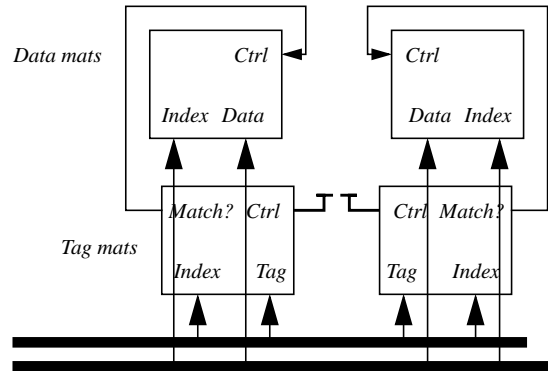 Data mats
Ctrl
Ctrl
Index Data
Data Index
Match? Ctrl
Ctrl Match?
Tag mats
Index Tag
Tag Index